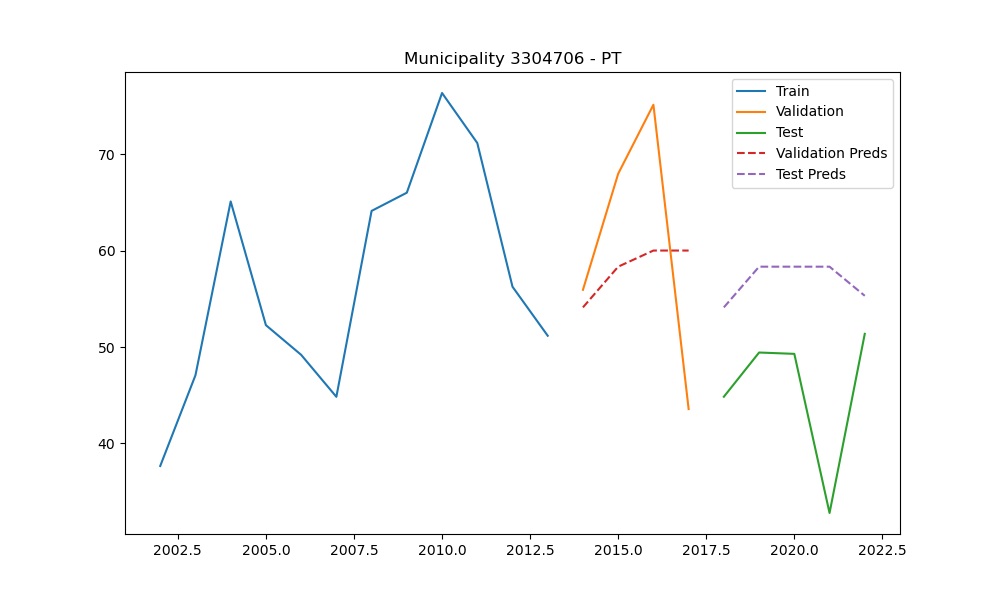 Municipality 3304706 - PT
Train
Validation
Test
Validation Preds
Test Preds
70
60
50
40
2002.5 2005.0 2007.5 2010.0 2012.5 2015.0 2017.5 2020.0 2022.5